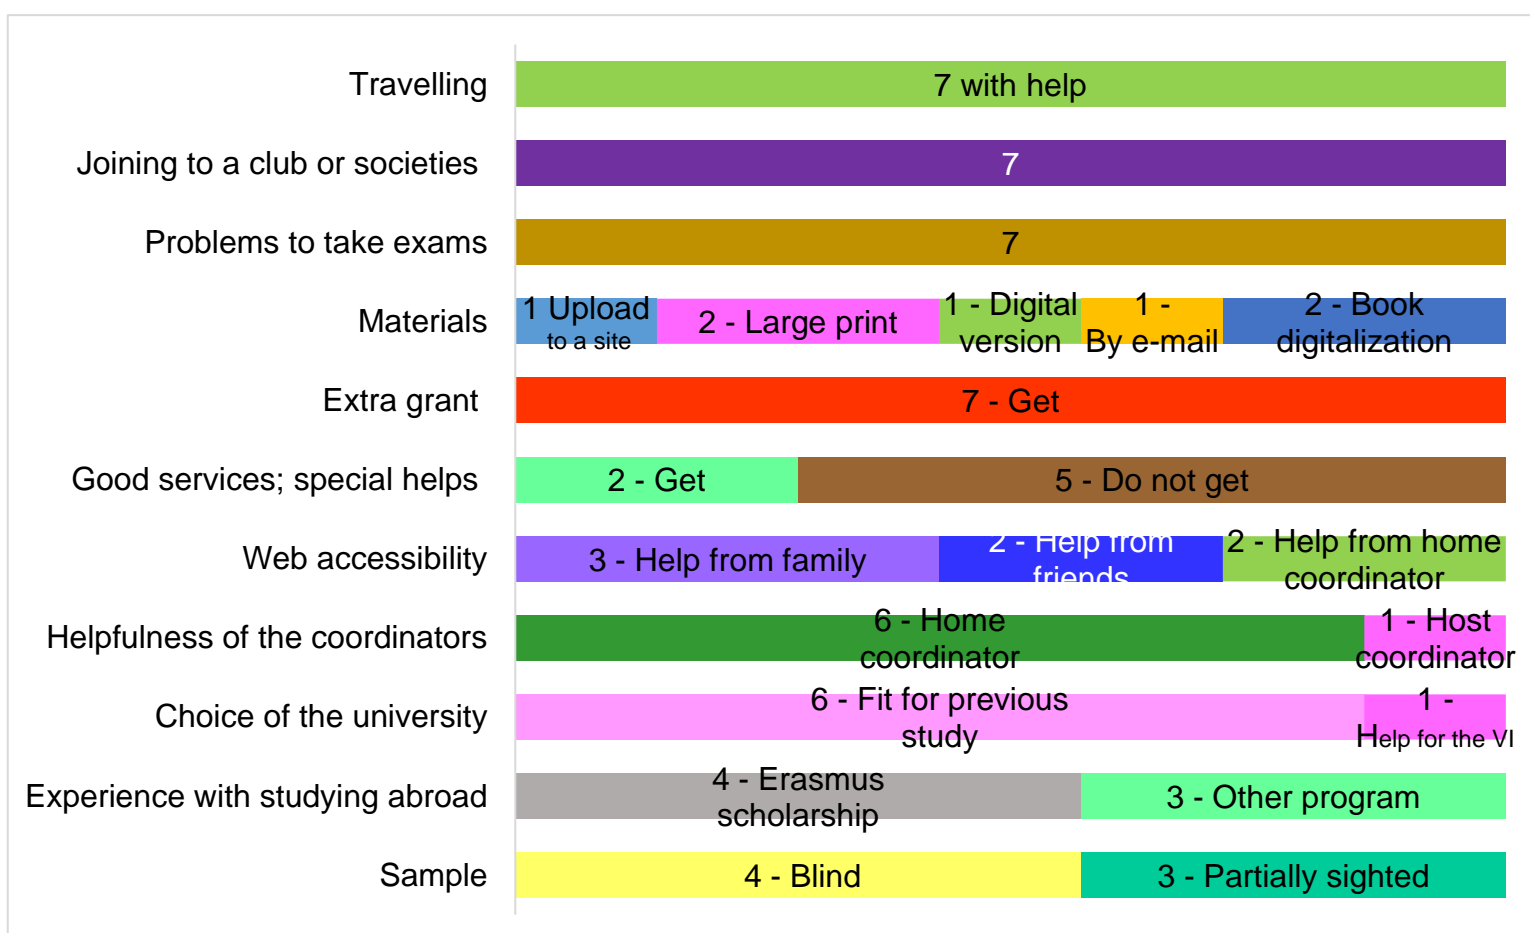 Travelling
7 with help
Joining to a club or societies
7
Problems to take exams
7
Materials
1 Upload
to a site
2 - Large print
1 - Digital
version
1 -
By e-mail
2 - Book
digitalization
Extra grant
7 - Get
Good services; special helps
2 - Get
5 - Do not get
Web accessibility
3 - Help from family
2 - Help from
friends
2 - Help from home
coordinator
Helpfulness of the coordinators
6 - Home
coordinator
1 - Host
coordinator
Choice of the university
6 - Fit for previous
study
1 -
Help for the VI
Experience with studying abroad
4 - Erasmus
scholarship
3 - Other program
Sample
4 - Blind
3 - Partially sighted